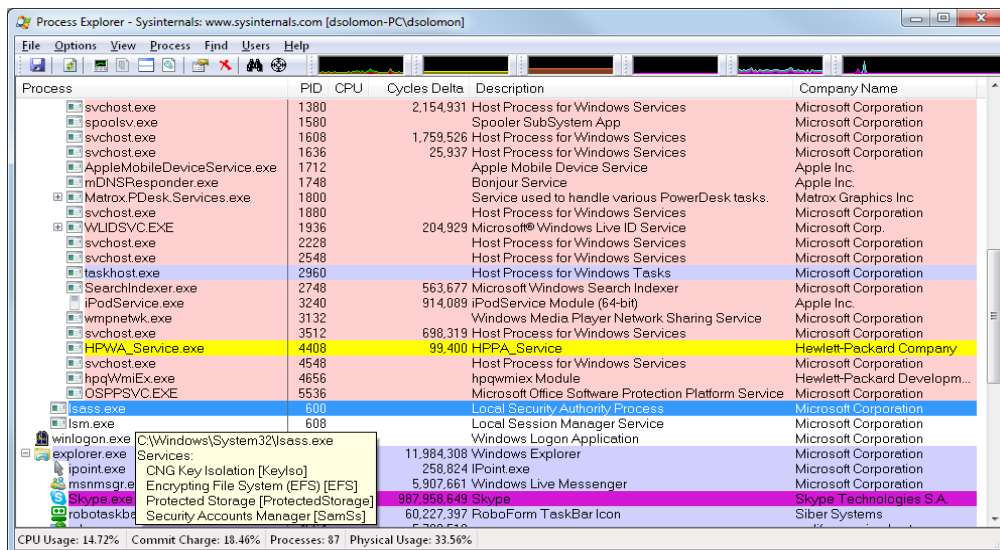 Process Explorer - Sysinternals: www.sysinternals.com [dsolomon-PC\dsolomon]
File Options View Process Find Users Help
Process PID CPU Cycles Delta Description Company Name
svchost.exe 1380 2,154,931 Host Process for Windows Services Microsoft Corporation
spoolsv.exe 1580 Spooler SubSystem App Microsoft Corporation
svchost.exe 1608 1,759,526 Host Process for Windows Services Microsoft Corporation
svchost.exe 1636 25,937 Host Process for Windows Services Microsoft Corporation
AppleMobileDeviceService.exe 1712 Apple Mobile Device Service Apple Inc.
mDNSResponder.exe 1748 Bonjour Service Apple Inc.
Matrox.PDesk.Services.exe 1800 Service used to handle various PowerDesk tasks. Matrox Graphics Inc
svchost.exe 1880 Host Process for Windows Services Microsoft Corporation
WLIDSVC.EXE 1936 204,929 Microsoft® Windows Live ID Service Microsoft Corp.
svchost.exe 2228 Host Process for Windows Services Microsoft Corporation
svchost.exe 2548 Host Process for Windows Services Microsoft Corporation
taskhost.exe 2960 Host Process for Windows Tasks Microsoft Corporation
SearchIndexer.exe 2748 563,677 Microsoft Windows Search Indexer Microsoft Corporation
iPodService.exe 3240 914,089 iPodService Module (64-bit) Apple Inc.
wmpnetwk.exe 3132 Windows Media Player Network Sharing Service Microsoft Corporation
svchost.exe 3512 698,319 Host Process for Windows Services Microsoft Corporation
HPWA_Service.exe 4408 99,400 HPPA_Service Hewlett-Packard Company
svchost.exe 4548 Host Process for Windows Services Microsoft Corporation
hpqWmiEx.exe 4656 hpqwmiex Module Hewlett-Packard Developm...
OSPPSVC.EXE 5536 Microsoft Office Software Protection Platform Service Microsoft Corporation
lsass.exe 600 Local Security Authority Process Microsoft Corporation
lsm.exe 608 Local Session Manager Service Microsoft Corporation
winlogon.exe Windows Logon Application Microsoft Corporation
explorer.exe 11,984,308 Windows Explorer Microsoft Corporation
ipoint.exe 258,824 IPoint.exe Microsoft Corporation
msnmsgr.e 5,907,661 Windows Live Messenger Microsoft Corporation
Skype.exe 987,958,649 Skype Skype Technologies S.A.
robotaskba 60,227,397 RoboForm TaskBar Icon Siber Systems
C:\Windows\System32\lsass.exe
Services:
CNG Key Isolation [KeyIso]
Encrypting File System (EFS) [EFS]
Protected Storage [ProtectedStorage]
Security Accounts Manager [SamSs]
CPU Usage: 14.72% Commit Charge: 18.46% Processes: 87 Physical Usage: 33.56%